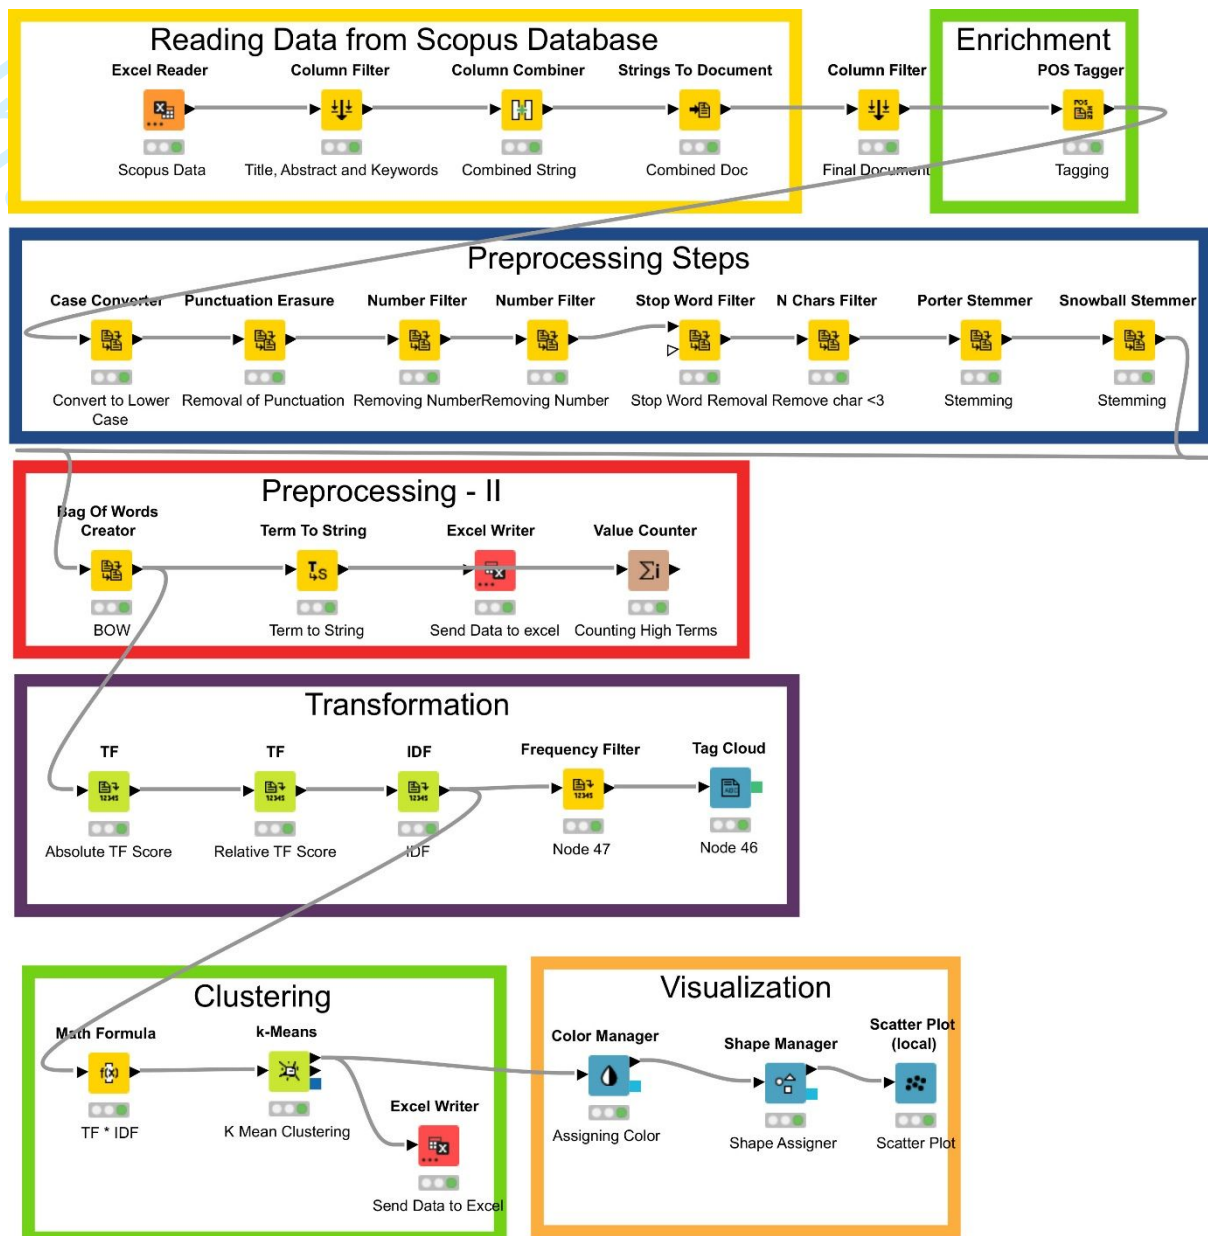 Reading Data from Scopus Database
Enrichment
Excel Reader
Column Filter
Column Combiner
Strings To Document
Column Filter
POS Tagger
POS
Scopus Data
Title, Abstract and Keywords
Combined String
Combined Doc
Final Document
Tagging
Preprocessing Steps
Case Converter
Punctuation Erasure
Number Filter
Number Filter
Stop Word Filter
N Chars Filter
Porter Stemmer
Snowball Stemmer
Convert to Lower
Case
Removal of Punctuation
Removing Number
Removing Number
Stop Word Removal
Remove char <3
Stemming
Stemming
Preprocessing - II
Bag Of Words
Creator
Term To String
Excel Writer
Value Counter
T
S
Σi
BOW
Term to String
Send Data to excel
Counting High Terms
Transformation
TF
TF
IDF
Frequency Filter
Tag Cloud
12345
12345
12345
12345
ABC
Absolute TF Score
Relative TF Score
IDF
Node 47
Node 46
Clustering
Visualization
Math Formula
k-Means
Color Manager
Shape Manager
Scatter Plot
(local)
f(x)
TF * IDF
K Mean Clustering
Excel Writer
Assigning Color
Shape Assigner
Scatter Plot
Send Data to Excel